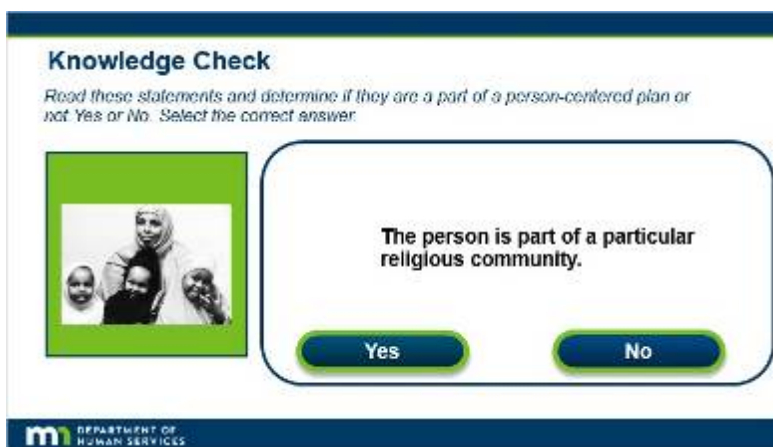 Knowledge Check
Read these statements and determine if they are a part of a person-centered plan or
not Yes or No. Select the correct answer.
The person is part of a particular
religious community.
Yes
No
mn DEPARTMENT OF
HUMAN SERVICES